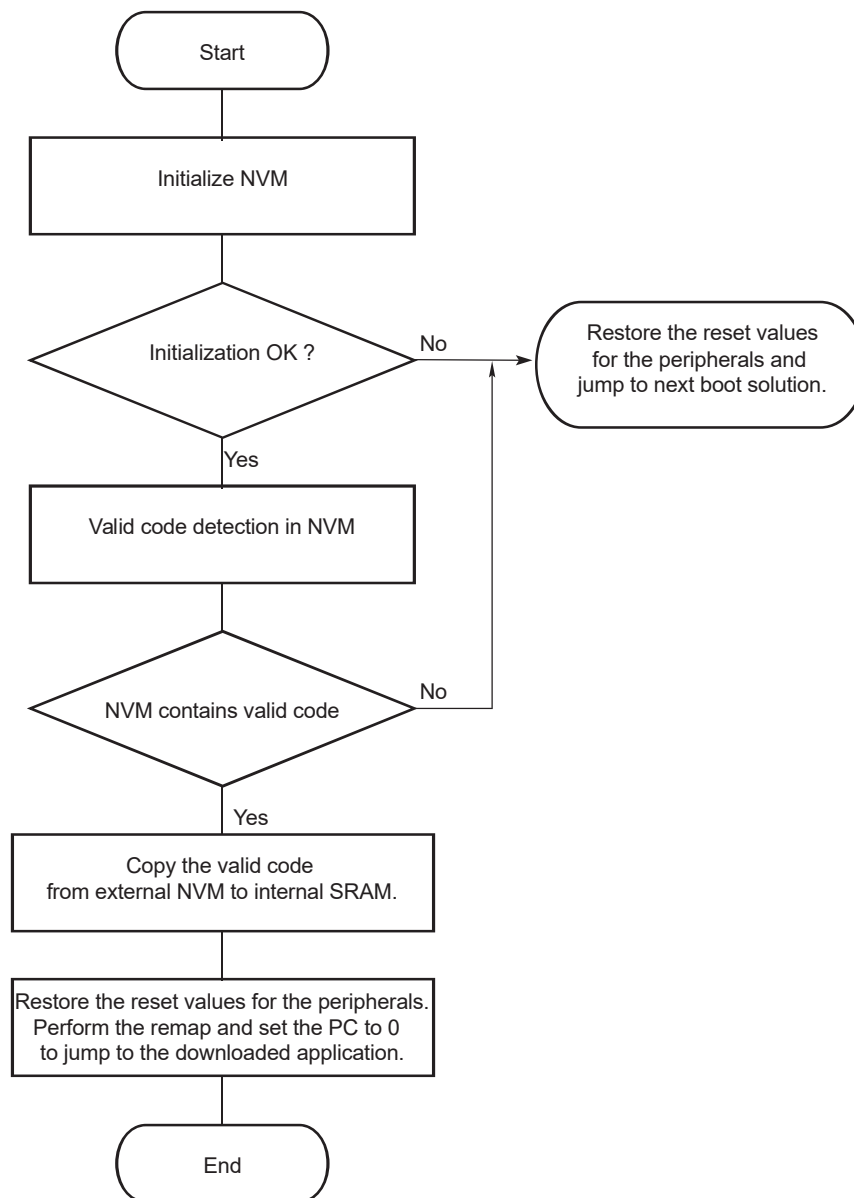 Start
Initialize NVM
Initialization OK ?
No
Restore the reset values
for the peripherals and
jump to next boot solution.
Yes
Valid code detection in NVM
NVM contains valid code
No
Yes
Copy the valid code
from external NVM to internal SRAM.
Restore the reset values for the peripherals.
Perform the remap and set the PC to 0
to jump to the downloaded application.
End